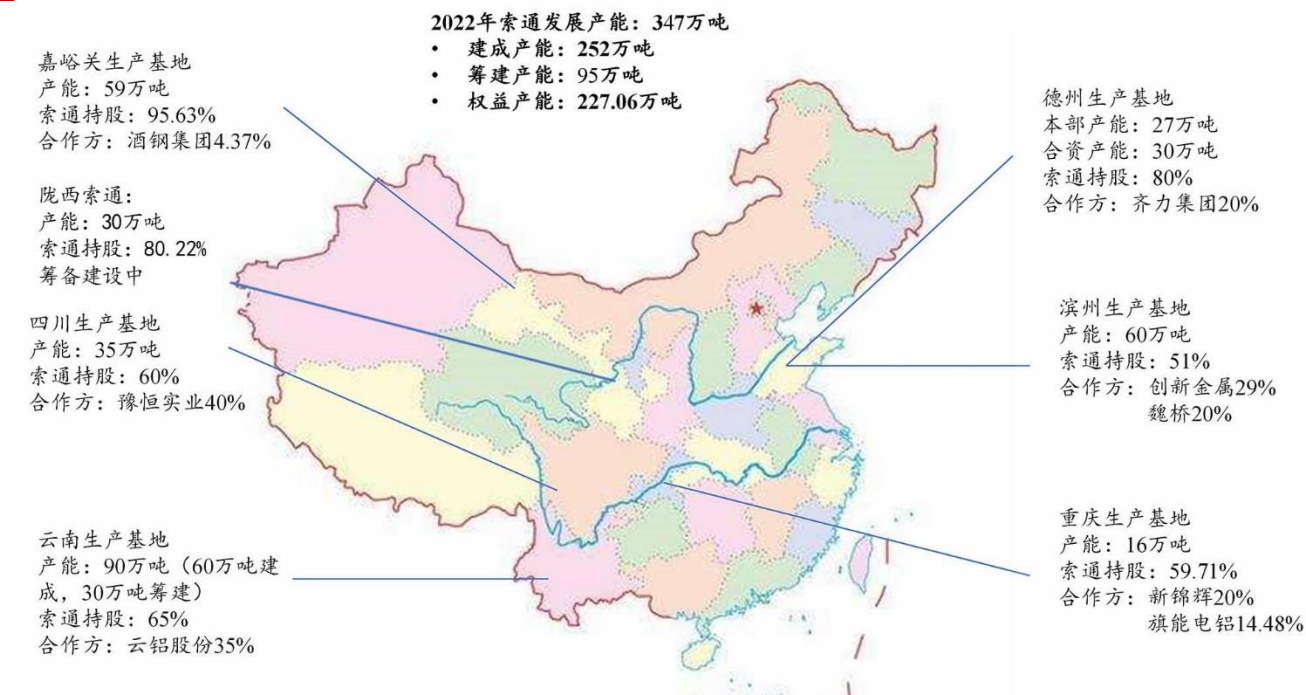 2022年索通发展产能：347万吨
• 建成产能：252万吨
• 筹建产能：95万吨
• 权益产能：227.06万吨
嘉峪关生产基地
产能：59万吨
索通持股：95.63%
合作方：酒钢集团4.37%
陇西索通：
产能：30万吨
索通持股：80.22%
筹备建设中
四川生产基地
产能：35万吨
索通持股：60%
合作方：豫恒实业40%
云南生产基地
产能：90万吨（60万吨建
成，30万吨筹建）
索通持股：65%
合作方：云铝股份35%
德州生产基地
本部产能：27万吨
合资产能：30万吨
索通持股：80%
合作方：齐力集团20%
滨州生产基地
产能：60万吨
索通持股：51%
合作方：创新金属29%
魏桥20%
重庆生产基地
产能：16万吨
索通持股：59.71%
合作方：新锦辉20%
旗能电铝14.48%